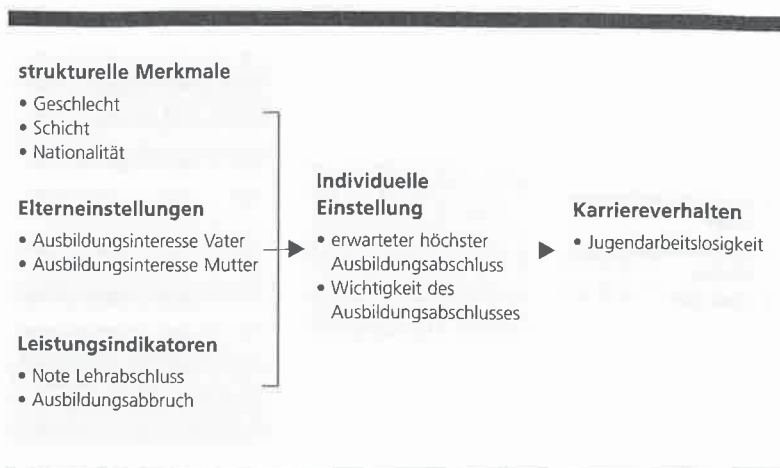 strukturelle Merkmale
• Geschlecht
• Schicht
• Nationalität
Elterneinstellungen
• Ausbildungsinteresse Vater
• Ausbildungsinteresse Mutter
Leistungsindikatoren
• Note Lehrabschluss
• Ausbildungsabbruch
Individuelle
Einstellung
• erwarteter höchster
Ausbildungsabschluss
• Wichtigkeit des
Ausbildungsabschlusses
Karriereverhalten
• Jugendarbeitslosigkeit